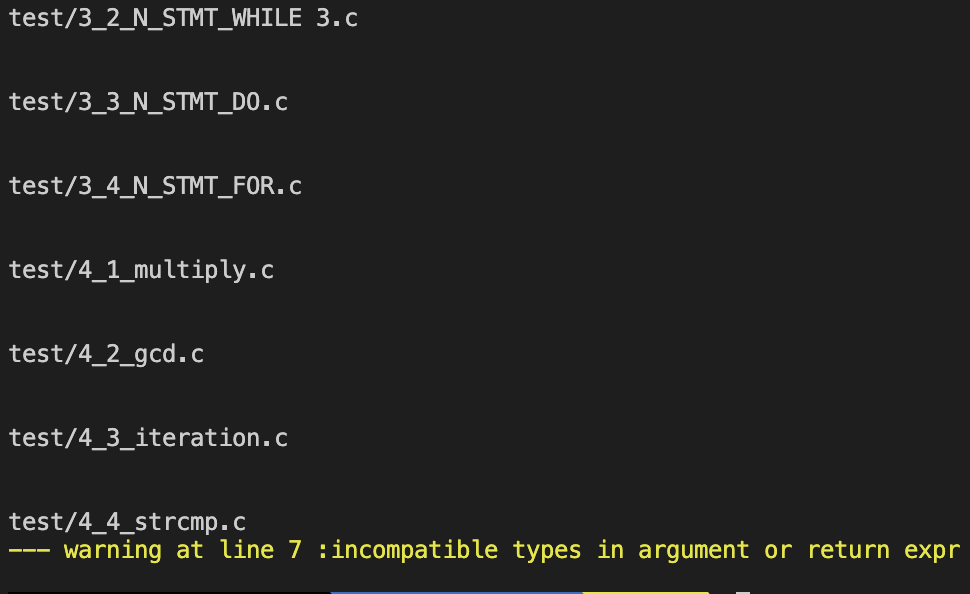 test/3_2_N_STMT_WHILE 3.c
test/3_3_N_STMT_DO.c
test/3_4_N_STMT_FOR.c
test/4_1_multiply.c
test/4_2_gcd.c
test/4_3_iteration.c
test/4_4_strcmp.c
--- warning at line 7 :incompatible types in argument or return expr